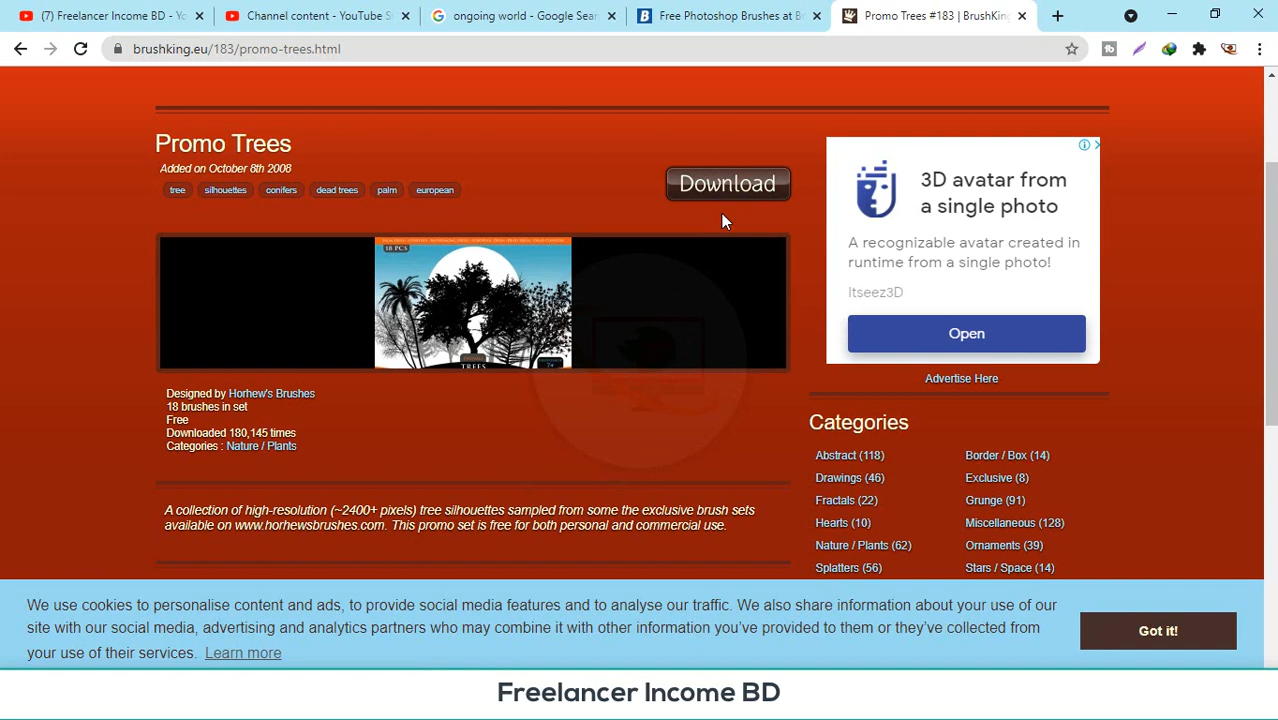 (7) Freelancer Income BD - Yo
Channel content - YouTube S
ongoing world - Google Sear
Free Photoshop Brushes at B
Promo Trees #183 | BrushKing
brushking.eu/183/promo-trees.html
Promo Trees
Added on October 8th 2008
tree silhouettes conifers dead trees palm european
Download
18 PCS
TREES
Designed by Horhew's Brushes
18 brushes in set
Free
Downloaded 180,145 times
Categories : Nature / Plants
A collection of high-resolution (~2400+ pixels) tree silhouettes sampled from some the exclusive brush sets
available on www.horhewsbrushes.com. This promo set is free for both personal and commercial use.
3D avatar from
a single photo
A recognizable avatar created in
runtime from a single photo!
Itseez3D
Open
Advertise Here
Categories
Abstract (118) Border / Box (14)
Drawings (46) Exclusive (8)
Fractals (22) Grunge (91)
Hearts (10) Miscellaneous (128)
Nature / Plants (62) Ornaments (39)
Splatters (56) Stars / Space (14)
We use cookies to personalise content and ads, to provide social media features and to analyse our traffic. We also share information about your use of our
site with our social media, advertising and analytics partners who may combine it with other information you've provided to them or they've collected from
your use of their services. Learn more
Got it!
Freelancer Income BD